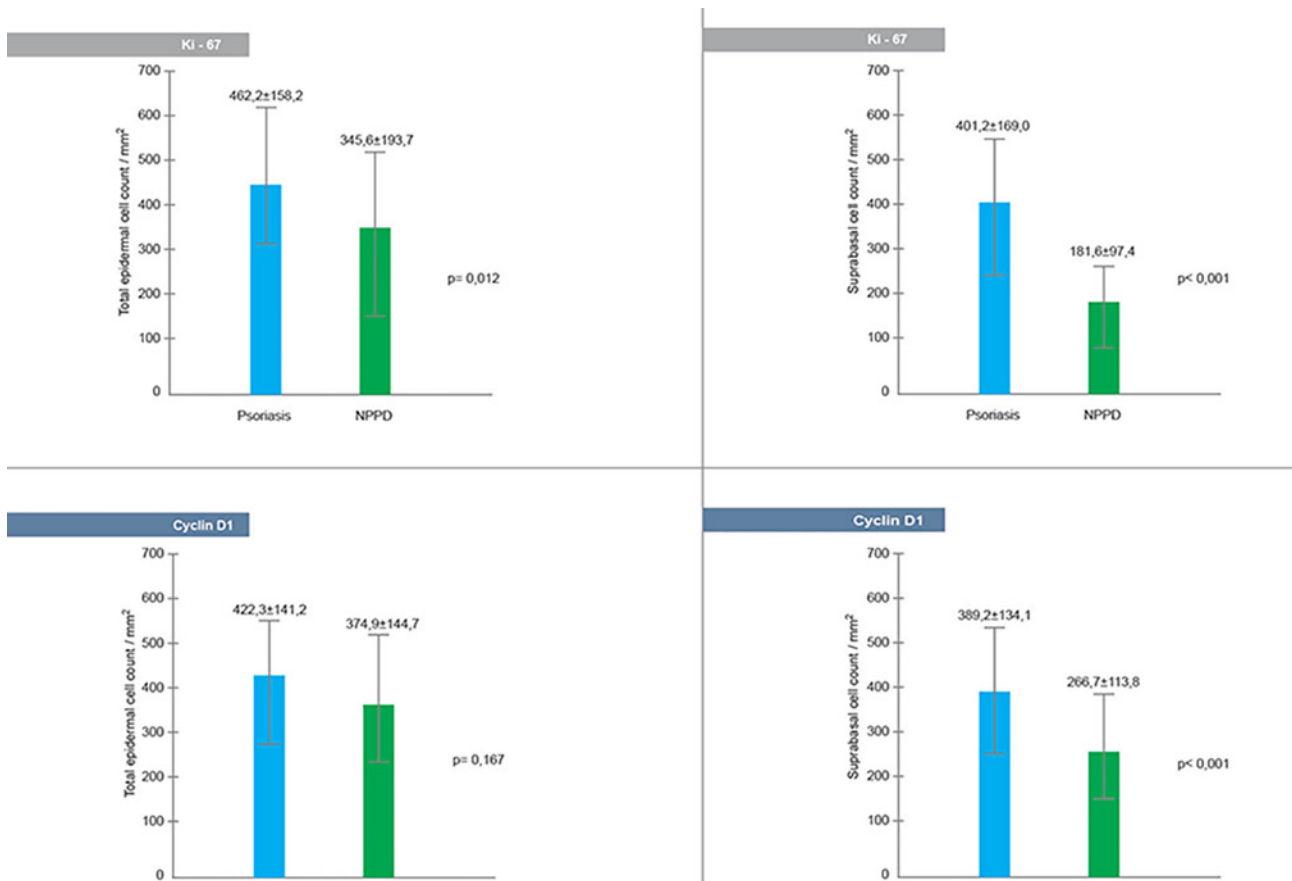 Ki - 67
700
600
500
400
300
200
100
0
Total epidermal cell count / mm²
462,2±158,2
345,6±193,7
p= 0,012
Psoriasis
NPPD
Ki - 67
700
600
500
400
300
200
100
0
Suprabasal cell count / mm²
401,2±169,0
181,6±97,4
p< 0,001
Psoriasis
NPPD
Cyclin D1
700
600
500
400
300
200
100
0
Total epidermal cell count / mm²
422,3±141,2
374,9±144,7
p= 0,167
Cyclin D1
700
600
500
400
300
200
100
0
Suprabasal cell count / mm²
389,2±134,1
266,7±113,8
p< 0,001